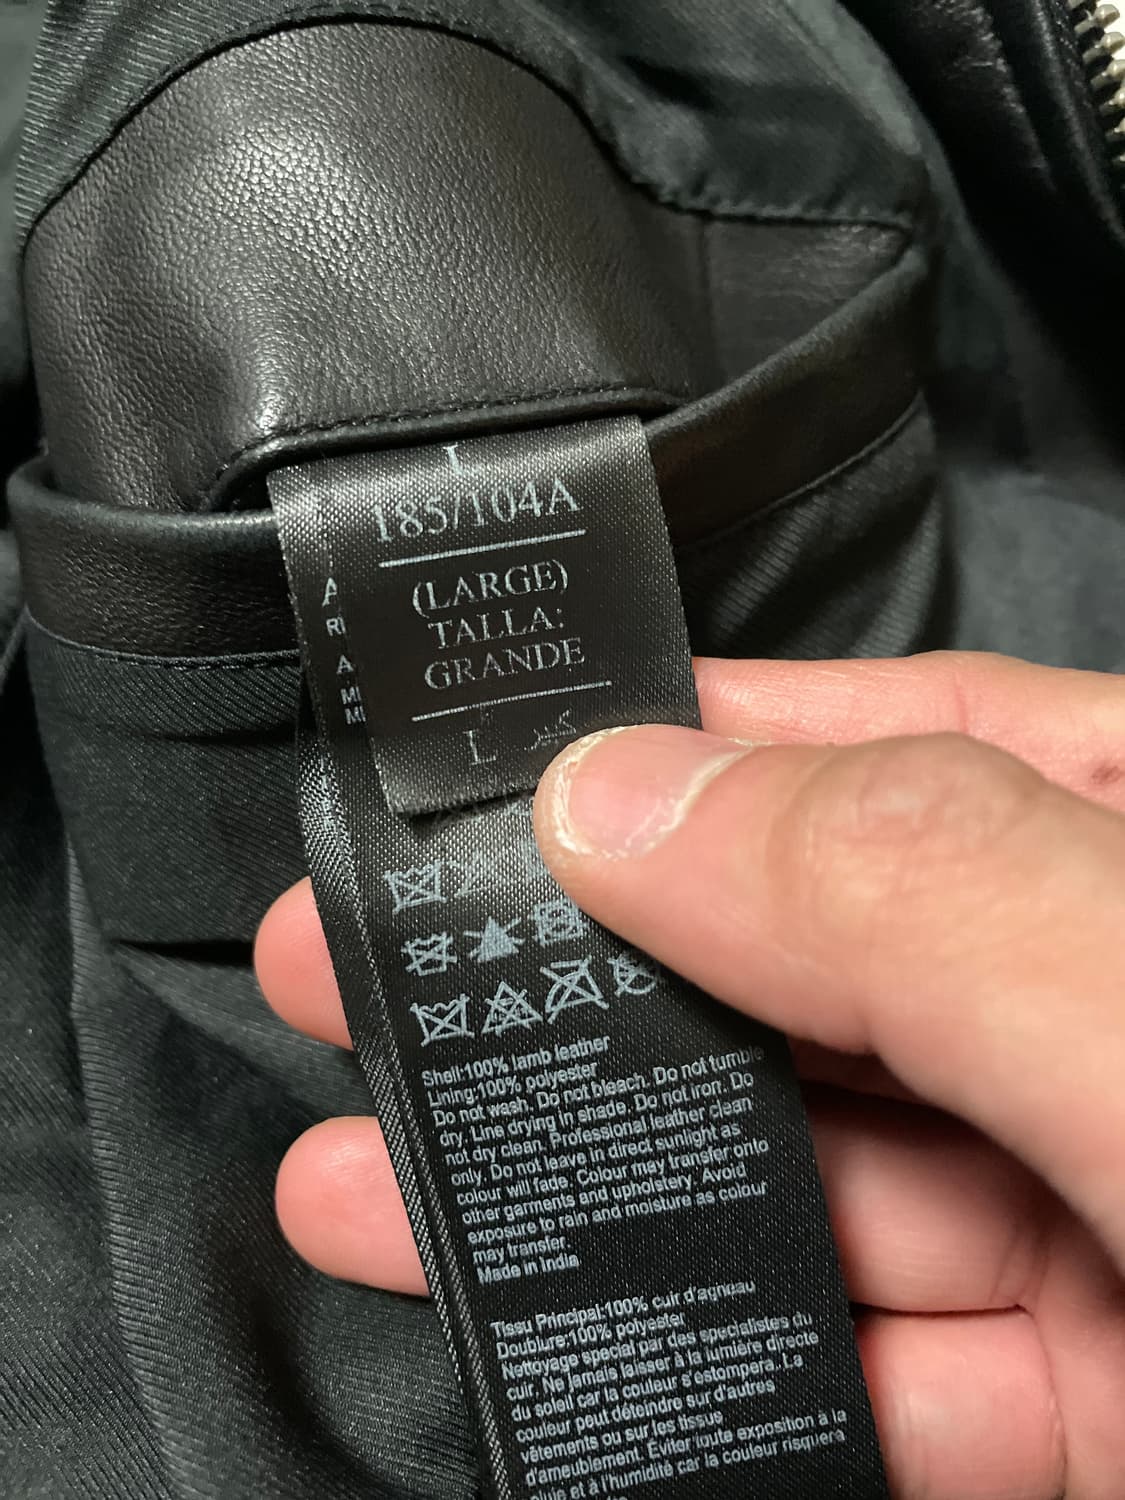 L
185/104A
(LARGE)
TALLA:
GRANDE
L
A
A
Shell:100% lamb leather
Lining:100% polyester
Do not wash. Do not bleach. Do not tumble
dry. Line drying in shade. Do not iron. Do
not dry clean. Professional leather clean
only. Do not leave in direct sunlight as
colour will fade. Colour may transfer onto
other garments and upholstery. Avoid
exposure to rain and moisture as colour
may transfer.
Made in India
Tissu Principal:100% cuir d'agneau
Doublure:100% polyester
Nettoyage special par des specialistes du
cuir. Ne jamais laisser à la lumière directe
du soleil car la couleur s'estompera. La
couleur peut déteindre sur d'autres
vêtements ou sur les tissus
d'ameublement. Éviter toute exposition à la
pluie et à l'humidité car la couleur risquera